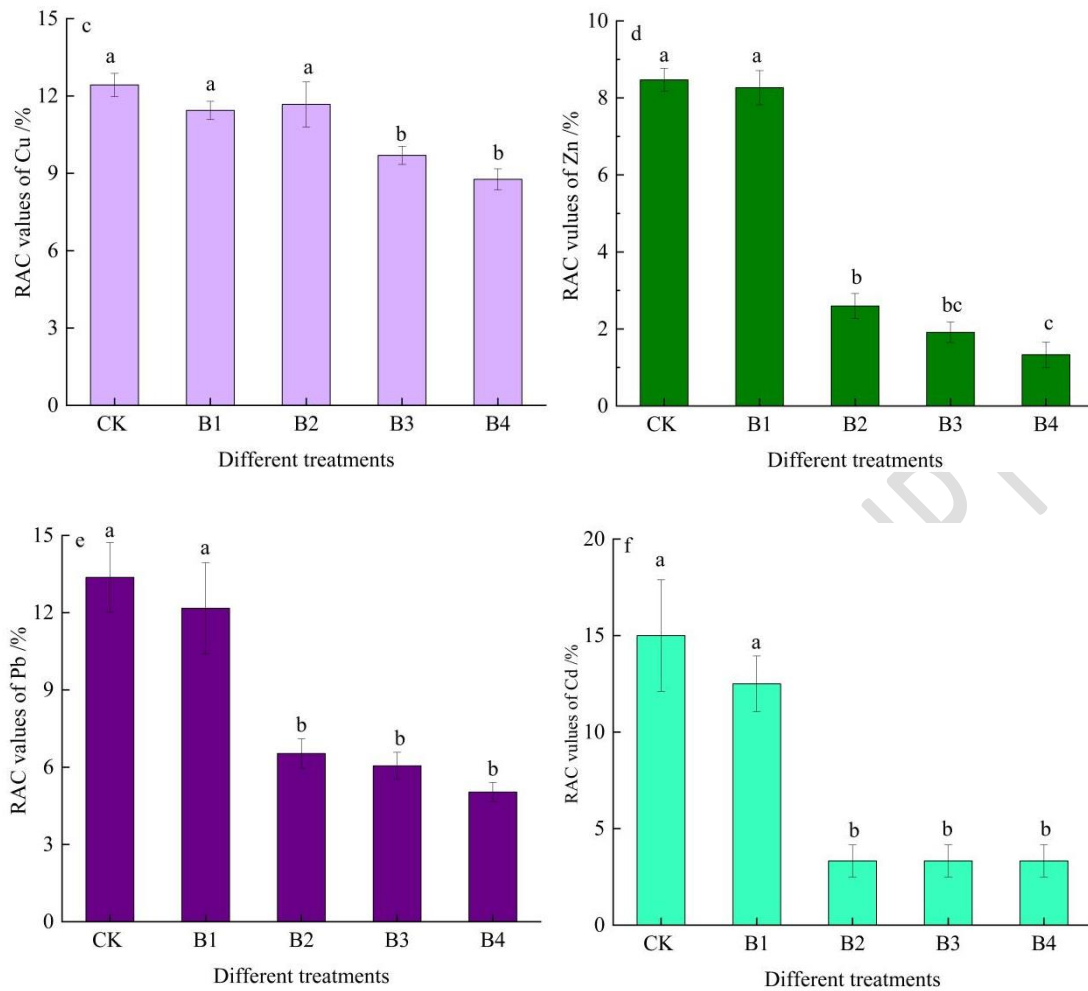 c
RAC values of Cu /%
15
12
9
6
3
0
a
a
a
b
b
CK B1 B2 B3 B4
Different treatments
d
RAC vulues of Zn /%
10
8
6
4
2
0
a
a
b
bc
c
CK B1 B2 B3 B4
Different treatments
e
RAC values of Pb /%
15
12
9
6
3
0
a
a
b
b
b
CK B1 B2 B3 B4
Different treatments
f
RAC vulues of Cd /%
20
15
10
5
0
a
a
b
b
b
CK B1 B2 B3 B4
Different treatments